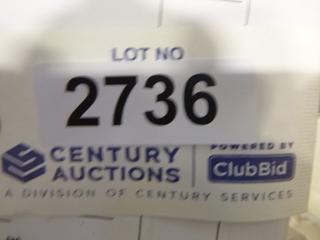 LOT NO
2736
CENTURY
AUCTIONS
POWERED BY
ClubBid
A DIVISION OF CENTURY SERVICES